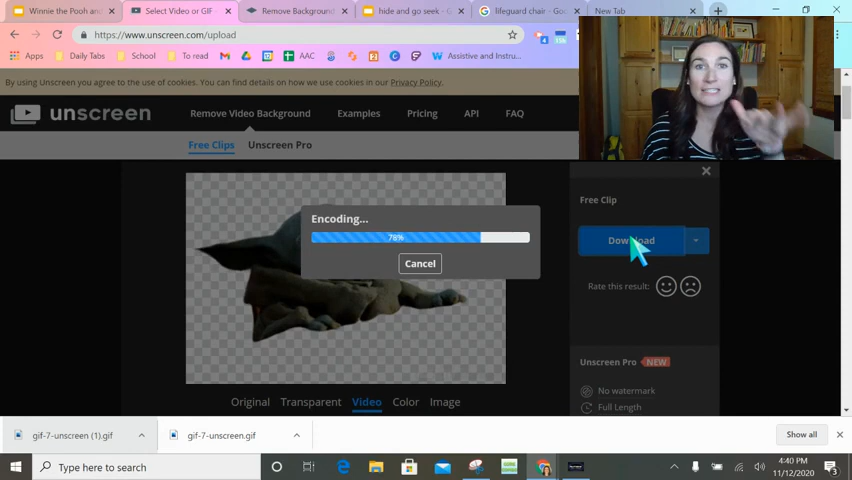 Winnie the Pooh and
Select Video or GIF
Remove Background
hide and go seek - G
lifeguard chair - Goo
New Tab
https://www.unscreen.com/upload
Apps
Daily Tabs
School
To read
AAC
Assistive and Instru...
By using Unscreen you agree to the use of cookies. You can find details on how we use cookies in our Privacy Policy.
unscreen
Remove Video Background
Examples
Pricing
API
FAQ
Free Clips
Unscreen Pro
Encoding...
78%
Cancel
Free Clip
Download
Rate this result:
Unscreen Pro NEW
No watermark
Full Length
Original
Transparent
Video
Color
Image
gif-7-unscreen (1).gif
gif-7-unscreen.gif
Show all
Type here to search
4:40 PM
11/12/2020
3